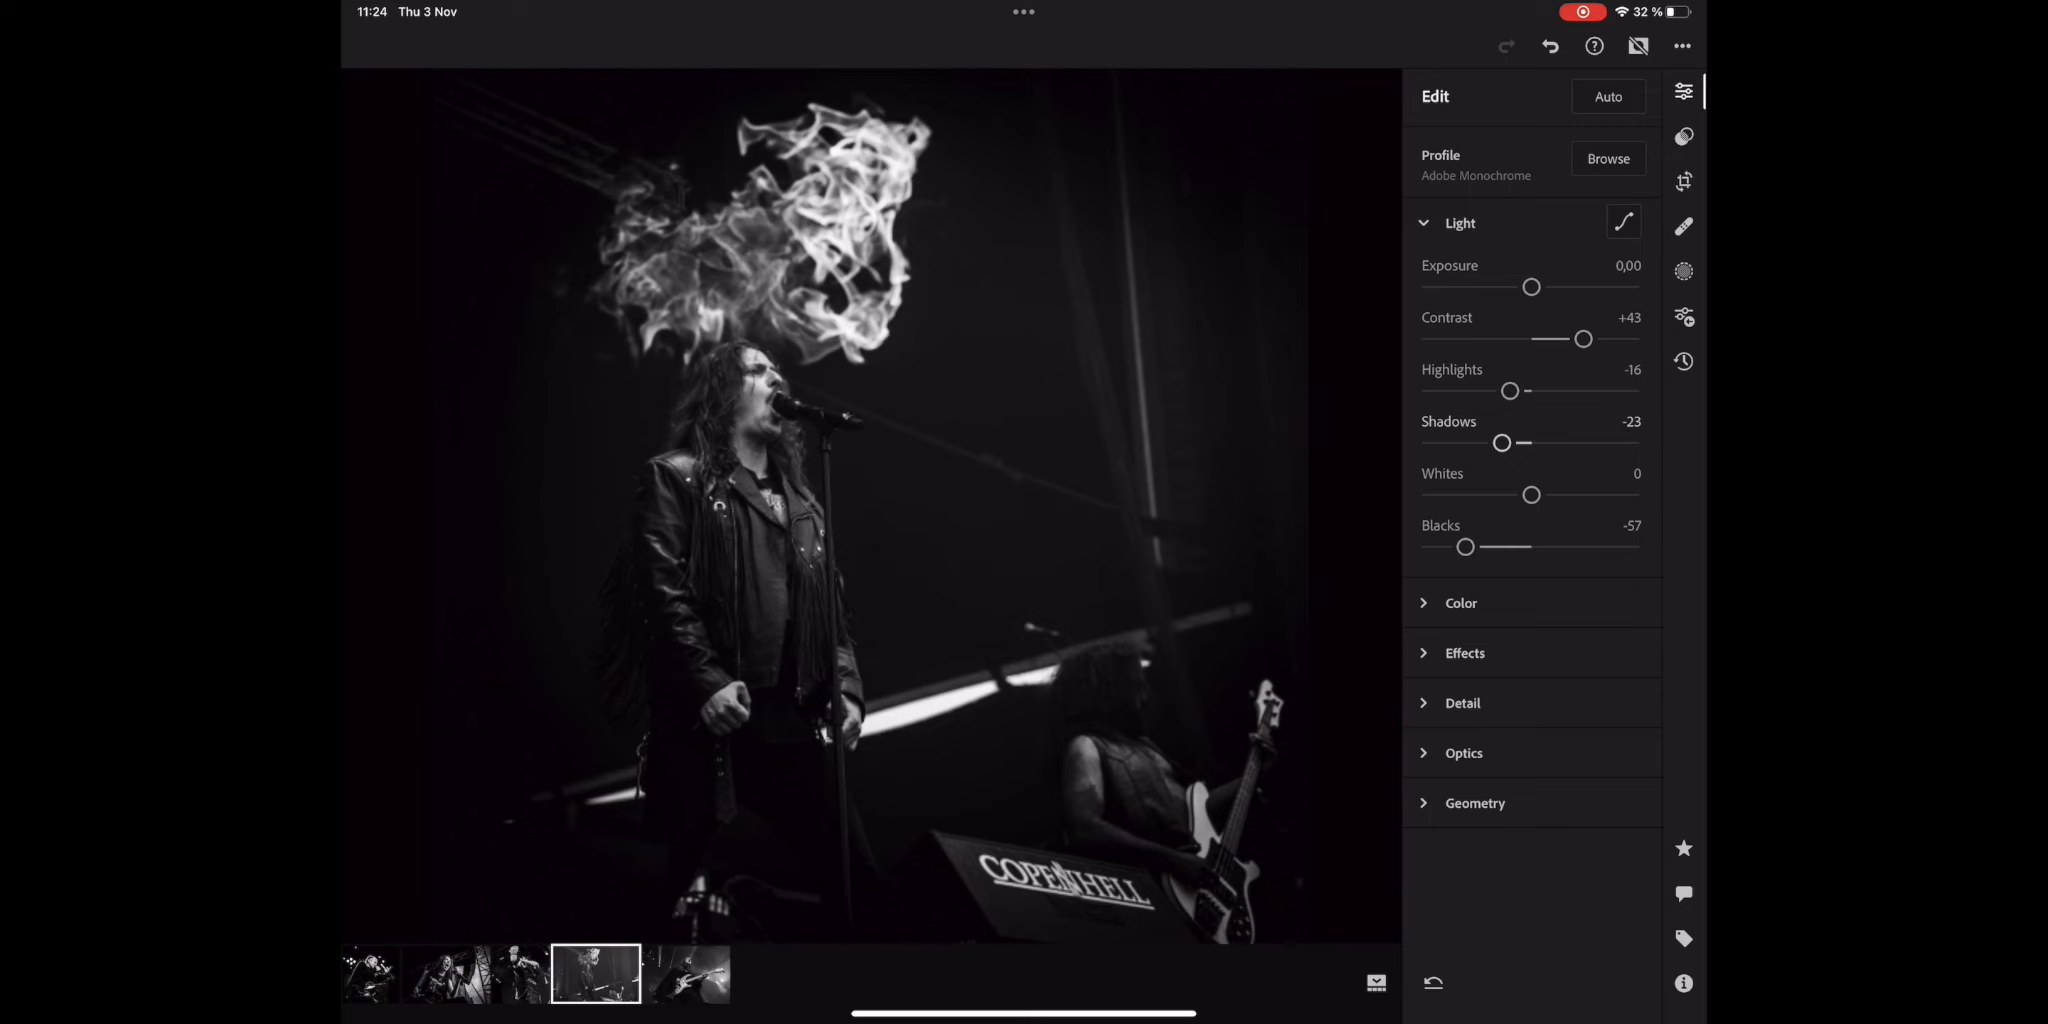 11:24 Thu 3 Nov
32 %
Edit
Auto
Profile
Adobe Monochrome
Browse
Light
Exposure 0,00
Contrast +43
Highlights -16
Shadows -23
Whites 0
Blacks -57
Color
Effects
Detail
Optics
Geometry
COPENHELL